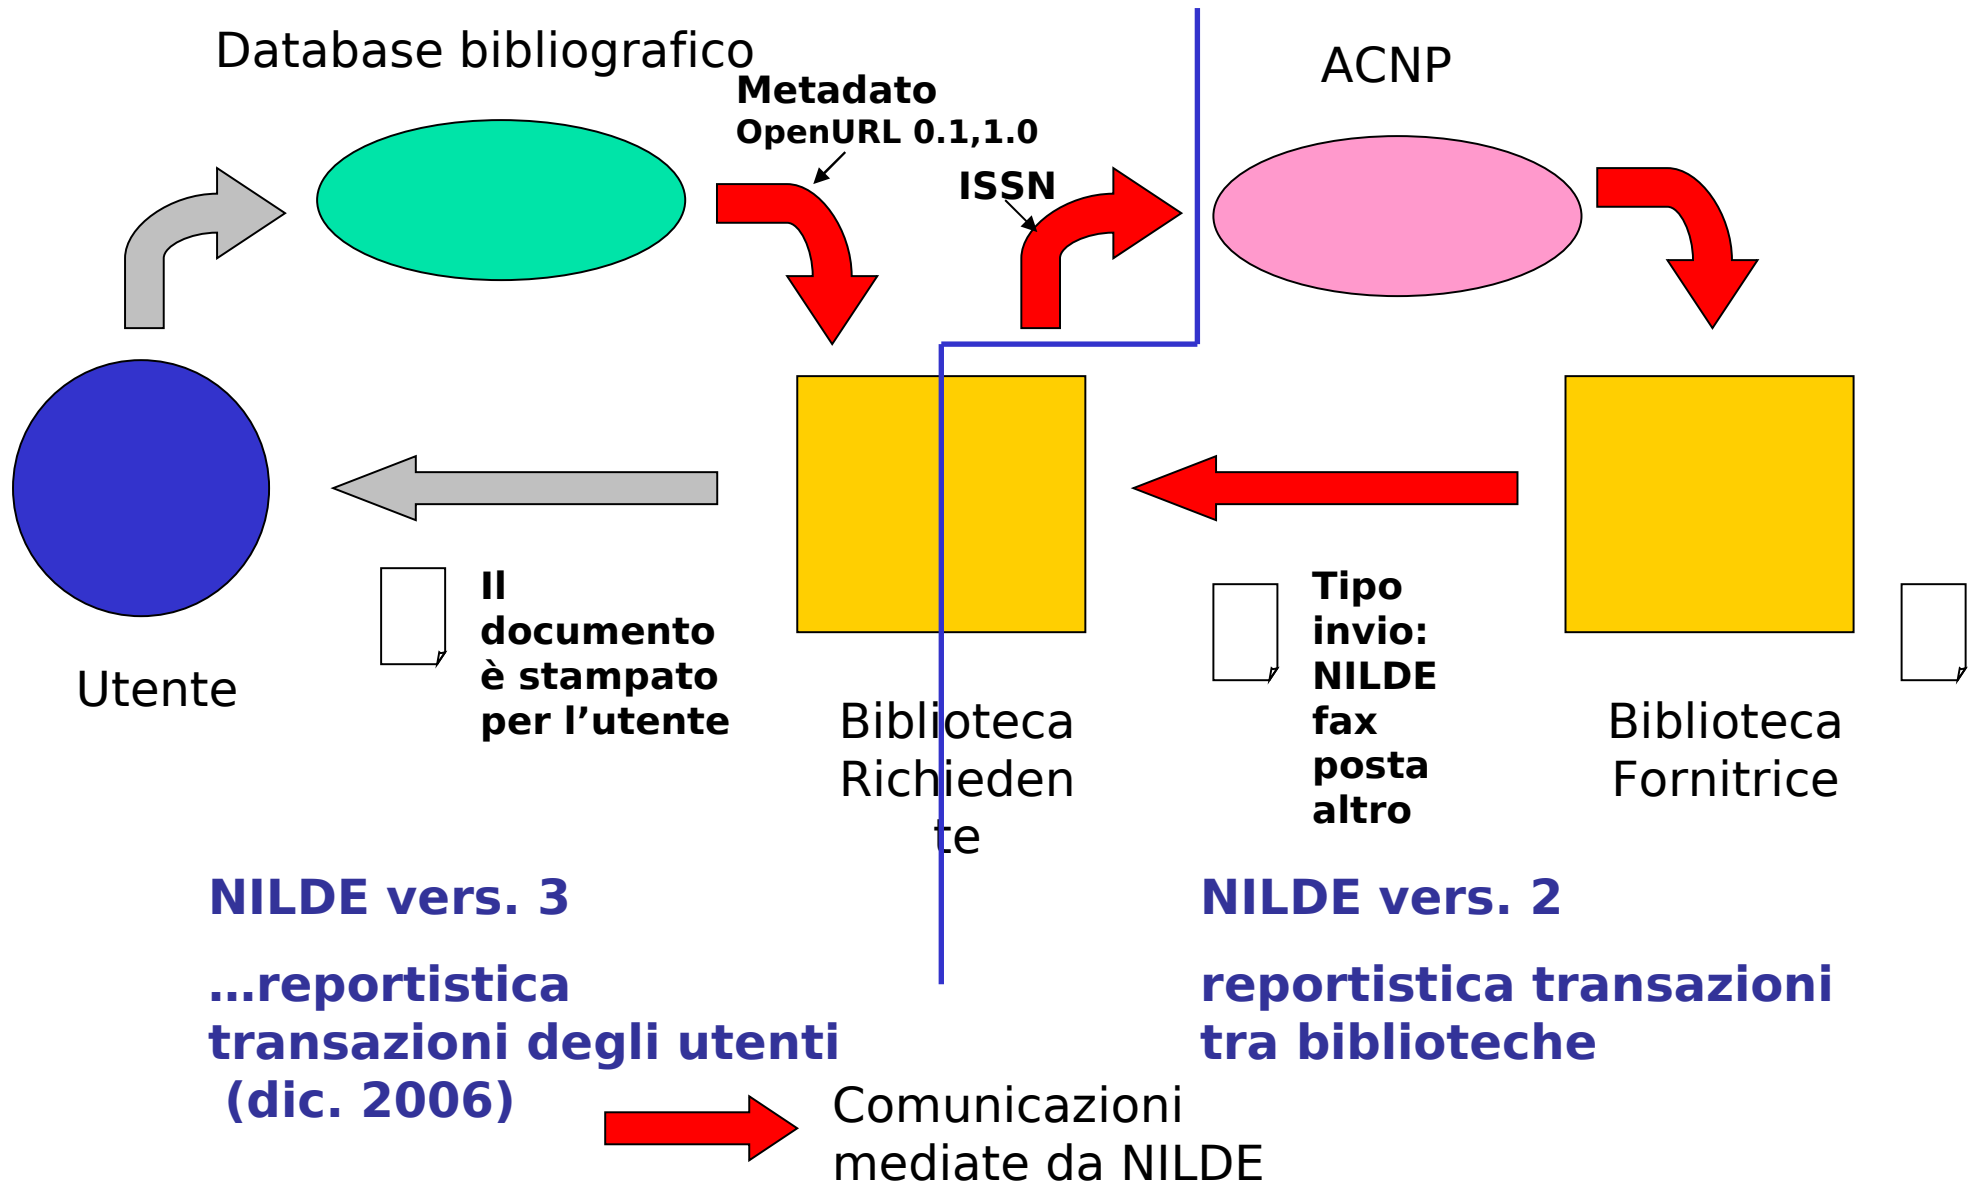 Database bibliografico
ACNP
Metadato
OpenURL 0.1,1.0
ISSN
Utente
Il
documento
è stampato
per l’utente
Biblioteca
Richieden
te
Tipo
invio:
NILDE
fax
posta
altro
Biblioteca
Fornitrice
NILDE vers. 3
…reportistica
transazioni degli utenti
(dic. 2006)
NILDE vers. 2
reportistica transazioni
tra biblioteche
Comunicazioni
mediate da NILDE